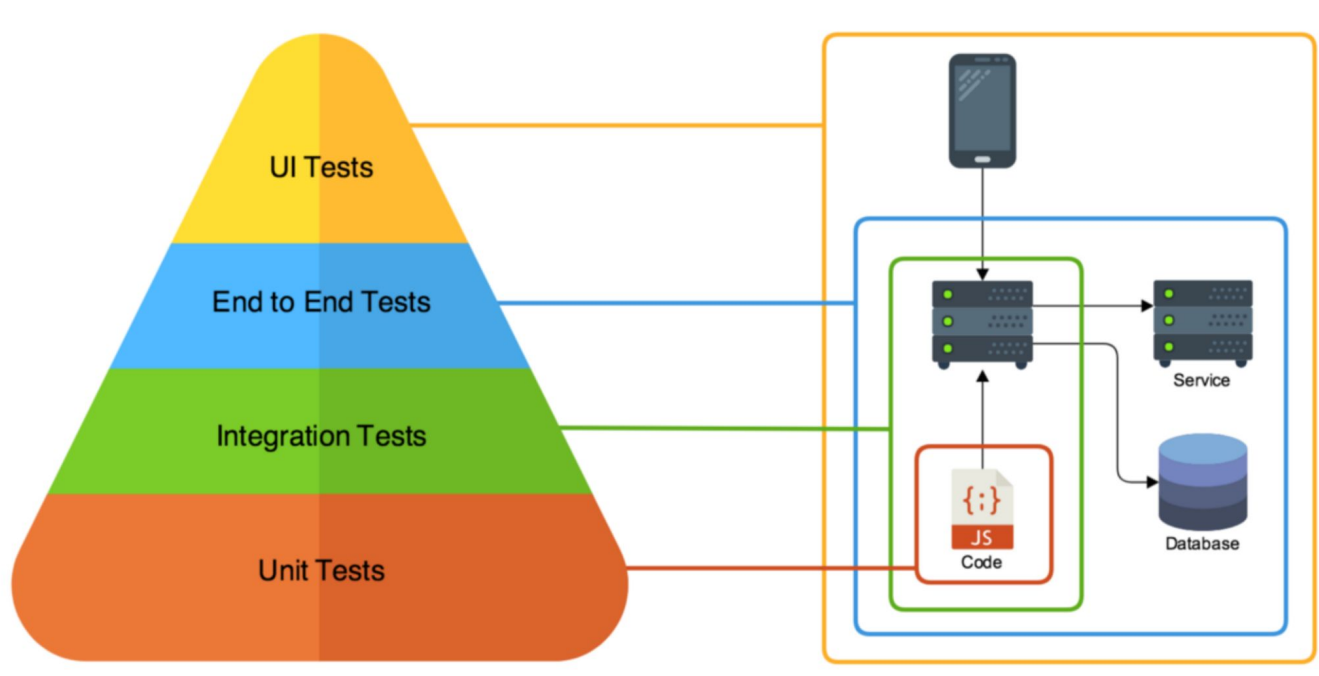 UI Tests
End to End Tests
Integration Tests
Unit Tests
Service
Database
{;}
JS
Code